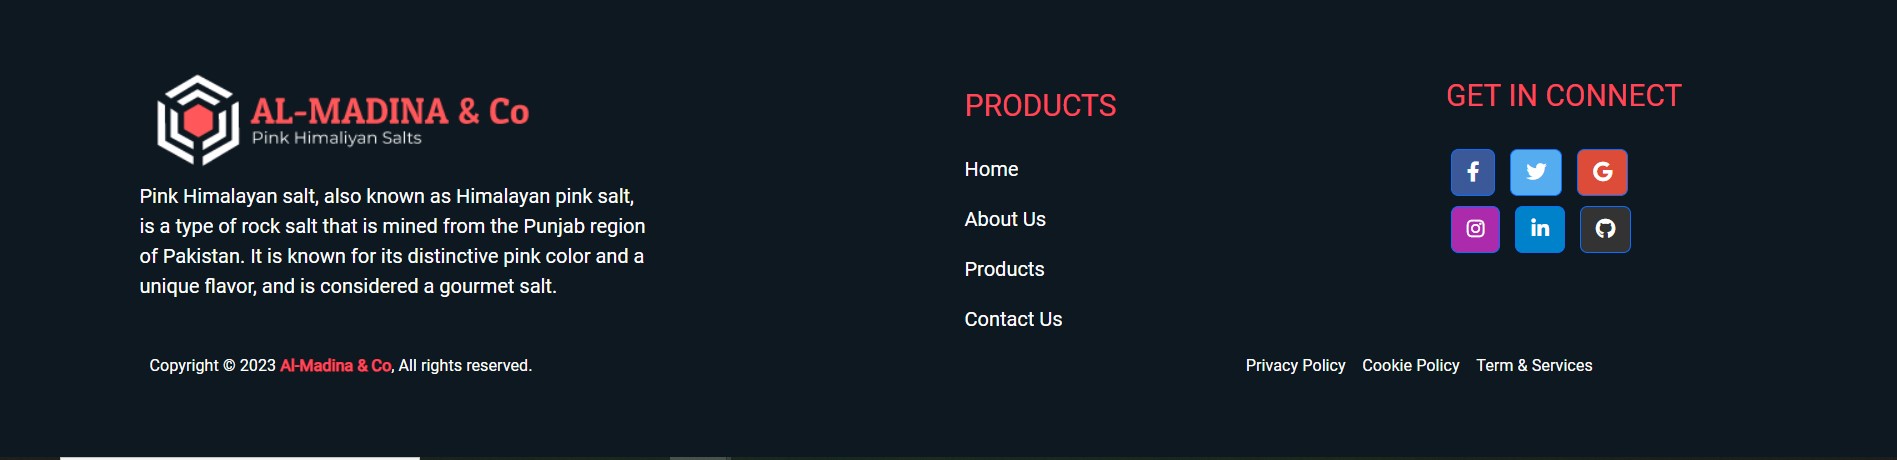 AL-MADINA & Co
Pink Himaliyan Salts
Pink Himalayan salt, also known as Himalayan pink salt,
is a type of rock salt that is mined from the Punjab region
of Pakistan. It is known for its distinctive pink color and a
unique flavor, and is considered a gourmet salt.
PRODUCTS
Home
About Us
Products
Contact Us
GET IN CONNECT
f
G
in
Copyright © 2023 Al-Madina & Co, All rights reserved.
Privacy Policy Cookie Policy Term & Services